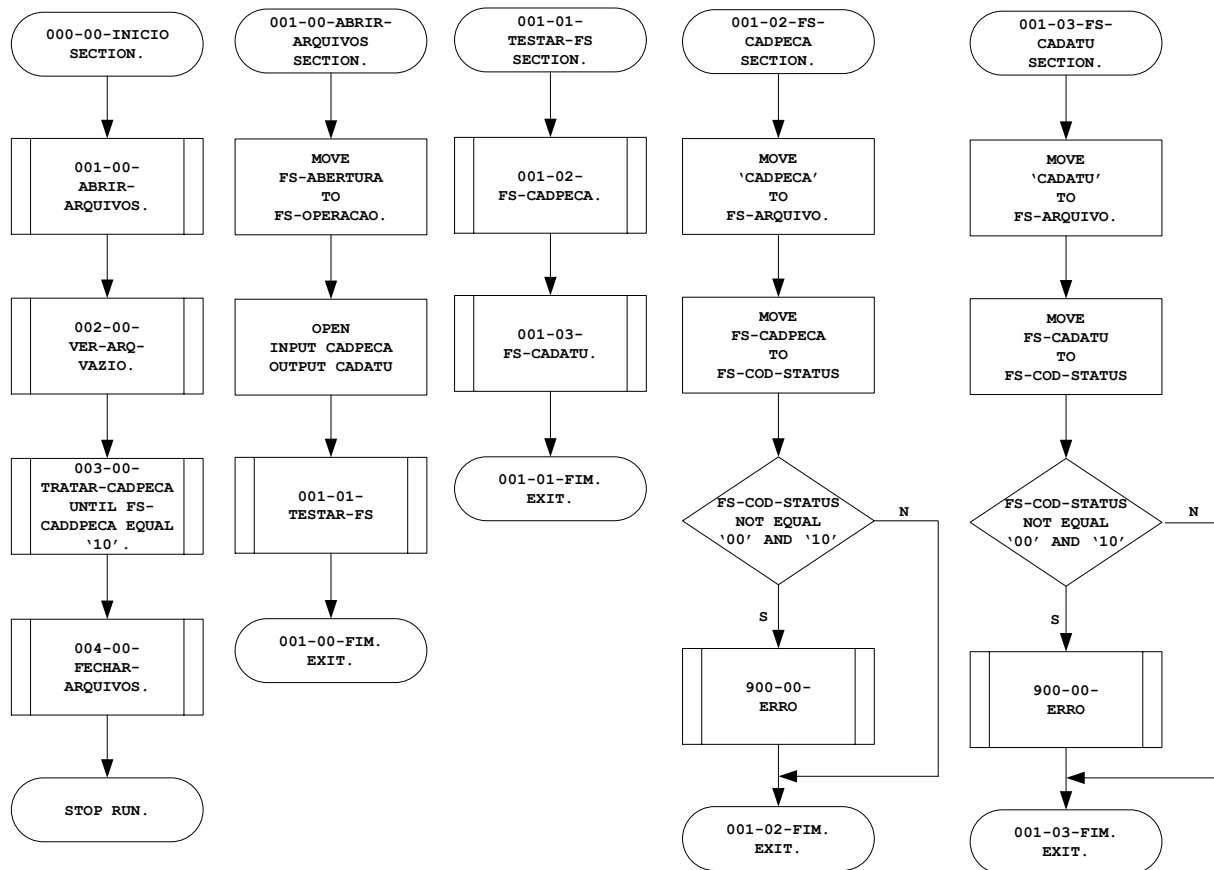 000-00-INICIO
SECTION.
001-00-
ABRIR-
ARQUIVOS.
002-00-
VER-ARQ-
VAZIO.
003-00-
TRATAR-CADPECA
UNTIL FS-
CADDPECA EQUAL
‘10’.
004-00-
FECHAR-
ARQUIVOS.
STOP RUN.
001-00-ABRIR-
ARQUIVOS
SECTION.
MOVE
FS-ABERTURA
TO
FS-OPERACAO.
OPEN
INPUT CADPECA
OUTPUT CADATU
001-01-
TESTAR-FS
001-00-FIM.
EXIT.
001-01-
TESTAR-FS
SECTION.
001-02-
FS-CADPECA.
001-03-
FS-CADATU.
001-01-FIM.
EXIT.
001-02-FS-
CADPECA
SECTION.
MOVE
‘CADPECA’
TO
FS-ARQUIVO.
MOVE
FS-CADPECA
TO
FS-COD-STATUS
FS-COD-STATUS
NOT EQUAL
‘00’ AND ‘10’
N
S
900-00-
ERRO
001-02-FIM.
EXIT.
001-03-FS-
CADATU
SECTION.
MOVE
‘CADATU’
TO
FS-ARQUIVO.
MOVE
FS-CADATU
TO
FS-COD-STATUS
FS-COD-STATUS
NOT EQUAL
‘00’ AND ‘10’
N
S
900-00-
ERRO
001-03-FIM.
EXIT.